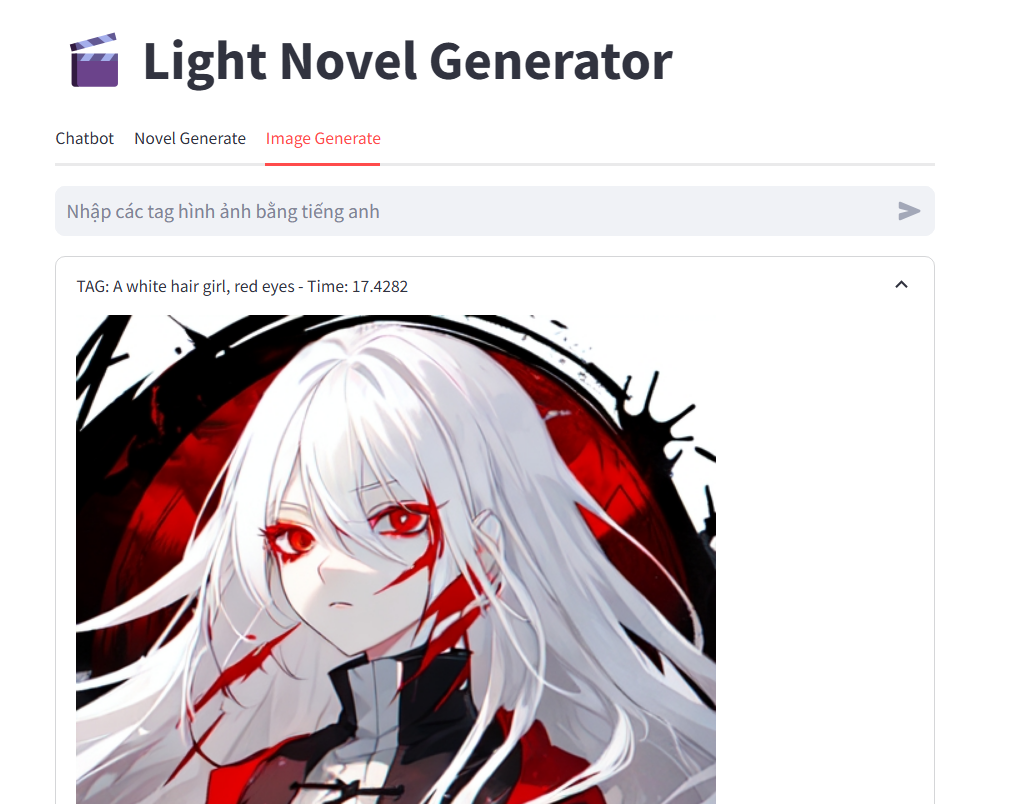 Light Novel Generator
Chatbot Novel Generate Image Generate
Nhập các tag hình ảnh bằng tiếng anh
TAG: A white hair girl, red eyes - Time: 17.4282